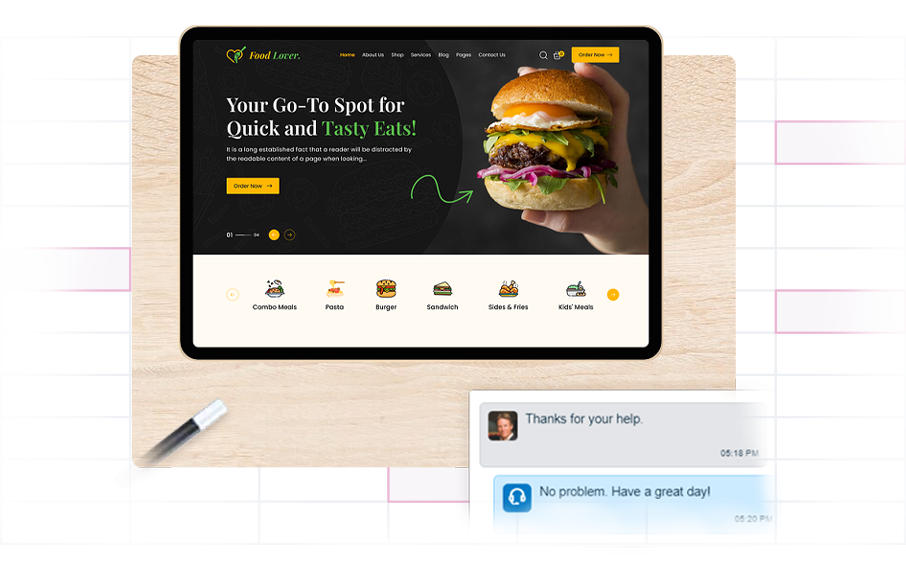 Food Lover.
Home About Us Shop Services Blog Pages Contact Us
0
Order Now →
Your Go-To Spot for
Quick and Tasty Eats!
It is a long established fact that a reader will be distracted by
the readable content of a page when looking...
Order Now →
01 04
Combo Meals Pasta Burger Sandwich Sides & Fries Kids' Meals
Thanks for your help.
05:18 PM
No problem. Have a great day!
05:20 PM